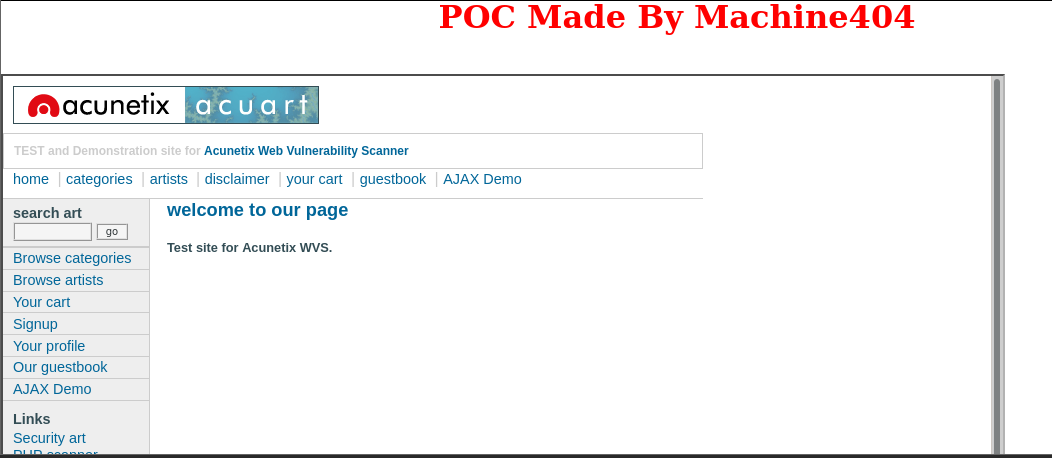 POC Made By Machine404
acunetix acuart
TEST and Demonstration site for Acunetix Web Vulnerability Scanner
home | categories | artists | disclaimer | your cart | guestbook | AJAX Demo
search art
go
Browse categories
Browse artists
Your cart
Signup
Your profile
Our guestbook
AJAX Demo
Links
Security art
PHP scanner
welcome to our page
Test site for Acunetix WVS.